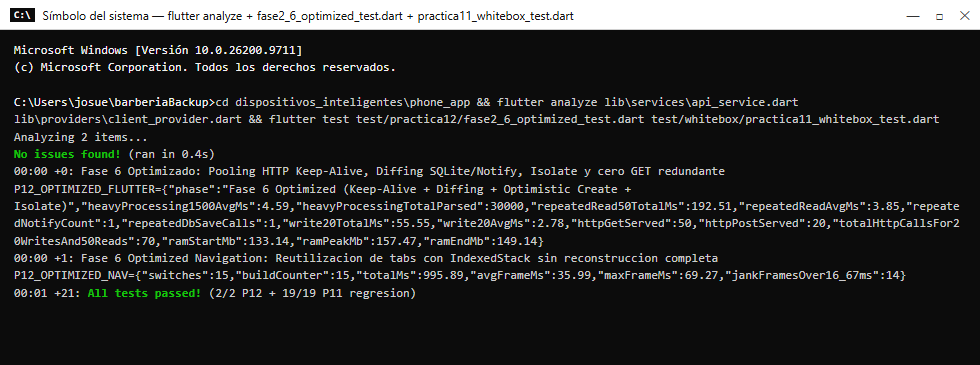 C:\ Símbolo del sistema — flutter analyze + fase2_6_optimized_test.dart + practica11_whitebox_test.dart
Microsoft Windows [Versión 10.0.26200.9711]
(c) Microsoft Corporation. Todos los derechos reservados.
C:\Users\josue\barberiaBackup>cd dispositivos_inteligentes\phone_app && flutter analyze lib\services\api_service.dart
lib\providers\client_provider.dart && flutter test test/practica12/fase2_6_optimized_test.dart test/whitebox/practica11_whitebox_test.dart
Analyzing 2 items...
No issues found! (ran in 0.4s)
00:00 +0: Fase 6 Optimizado: Pooling HTTP Keep-Alive, Diffing SQLite/Notify, Isolate y cero GET redundante
P12_OPTIMIZED_FLUTTER={"phase":"Fase 6 Optimized (Keep-Alive + Diffing + Optimistic Create +
Isolate)","heavyProcessing1500AvgMs":4.59,"heavyProcessingTotalParsed":30000,"repeatedRead50TotalMs":192.51,"repeatedReadAvgMs":3.85,"repeate
dNotifyCount":1,"repeatedDbSaveCalls":1,"write20TotalMs":55.55,"write20AvgMs":2.78,"httpGetServed":50,"httpPostServed":20,"totalHttpCallsFor2
0WritesAnd50Reads":70,"ramStartMb":133.14,"ramPeakMb":157.47,"ramEndMb":149.14}
00:00 +1: Fase 6 Optimized Navigation: Reutilizacion de tabs con IndexedStack sin reconstruccion completa
P12_OPTIMIZED_NAV={"switches":15,"buildCounter":15,"totalMs":995.89,"avgFrameMs":35.99,"maxFrameMs":69.27,"jankFramesOver16_67ms":14}
00:01 +21: All tests passed! (2/2 P12 + 19/19 P11 regresion)